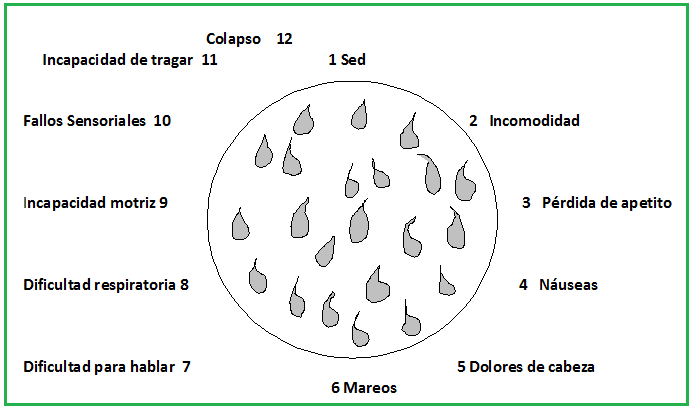 Colapso 12
Incapacidad de tragar 11
1 Sed
Fallos Sensoriales 10
2 Incomodidad
Incapacidad motriz 9
3 Pérdida de apetito
Dificultad respiratoria 8
4 Náuseas
Dificultad para hablar 7
5 Dolores de cabeza
6 Mareos